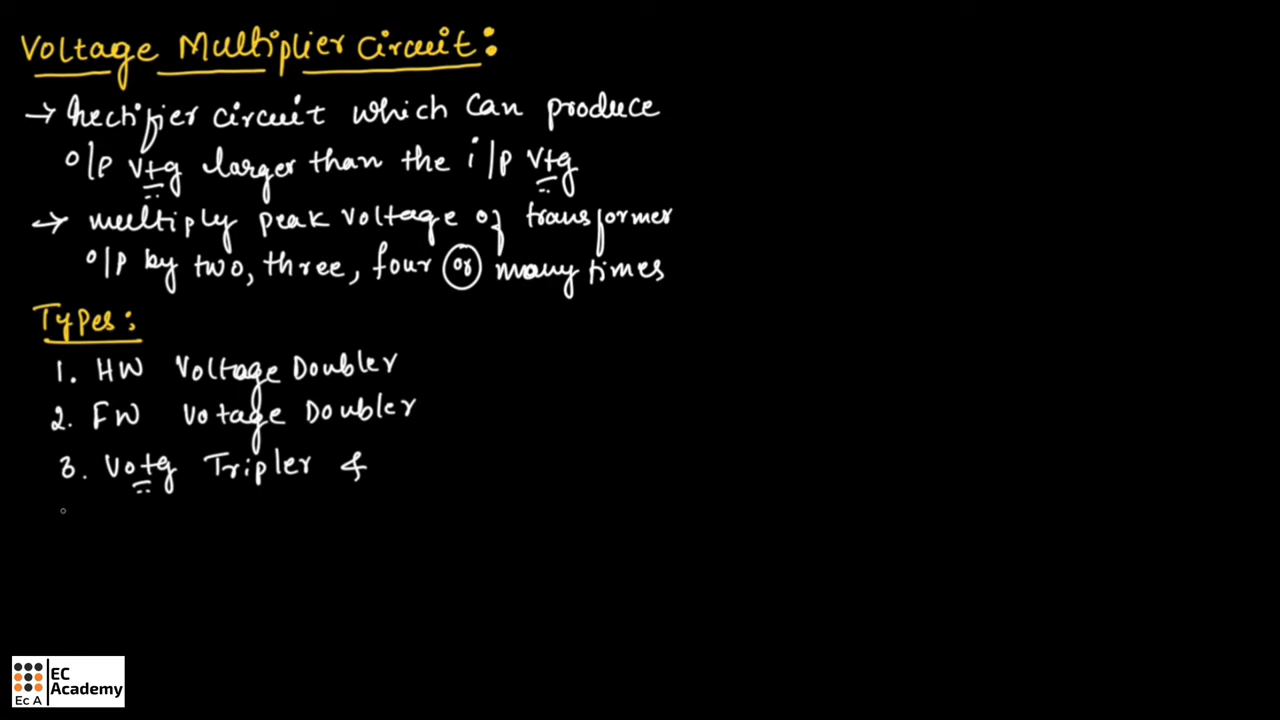 Voltage Multiplier Circuit:
→ Rectifier circuit which can produce
o/p vtg larger than the i/p vtg
→ multiply peak voltage of transformer
o/p by two, three, four or many times
Types:
1. HW Voltage Doubler
2. FW Votage Doubler
3. Votg Tripler &
EC
Academy
Ec A